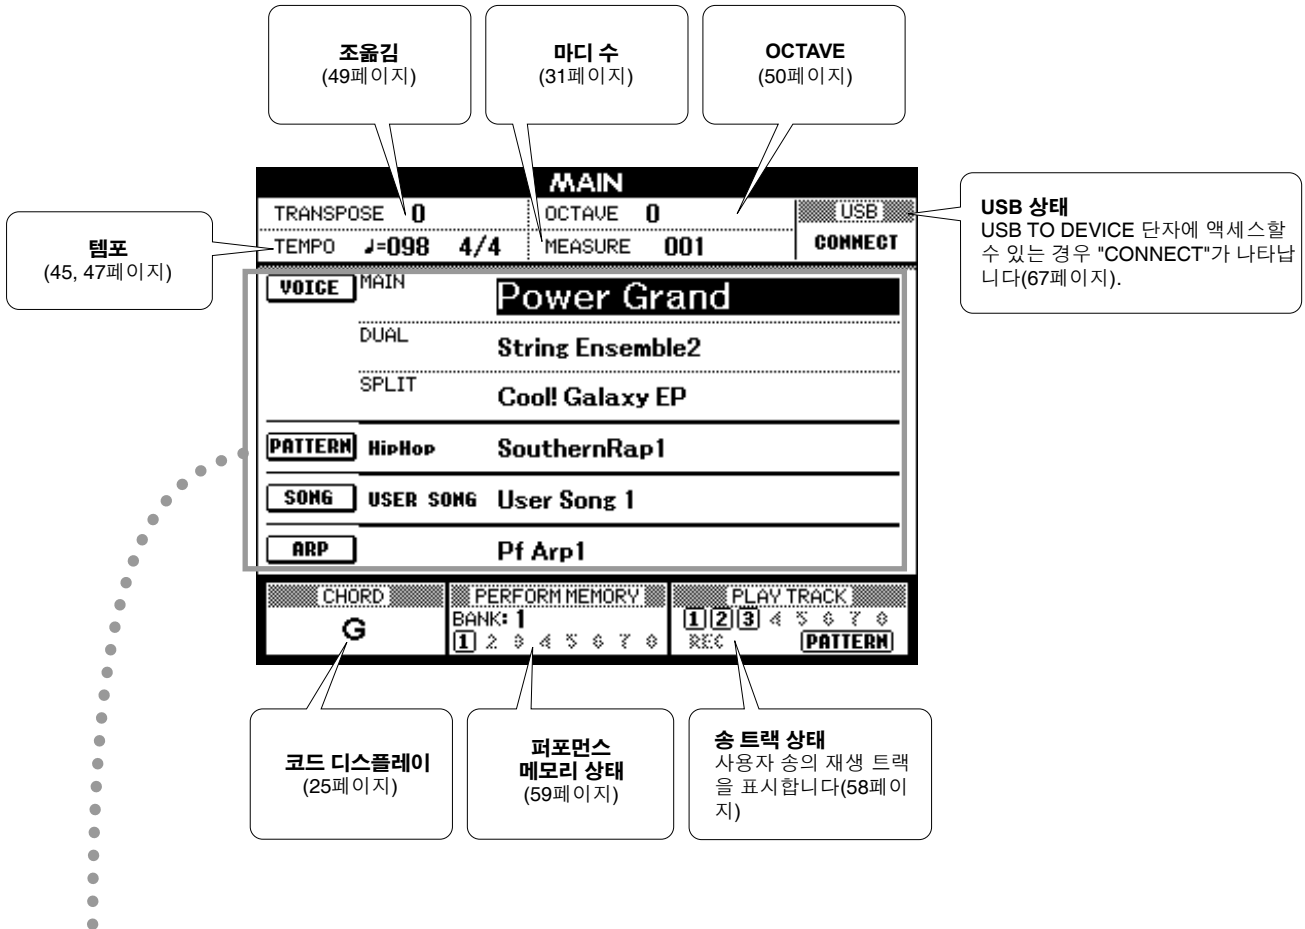 조옮김
(49페이지)
마디 수
(31페이지)
OCTAVE
(50페이지)
템포
(45, 47페이지)
USB 상태
USB TO DEVICE 단자에 액세스할
수 있는 경우 "CONNECT"가 나타납
니다(67페이지).
MAIN
TRANSPOSE 0
OCTAVE 0
USB
TEMPO ♩=098 4/4
MEASURE 001
CONNECT
VOICE MAIN Power Grand
DUAL String Ensemble2
SPLIT Cool! Galaxy EP
PATTERN HipHop SouthernRap1
SONG USER SONG User Song 1
ARP Pf Arp1
CHORD
G
PERFORM MEMORY
BANK: 1
1 2 3 4 5 6 7 8
PLAY TRACK
1 2 3 4 5 6 7 8
REC PATTERN
코드 디스플레이
(25페이지)
퍼포먼스
메모리 상태
(59페이지)
송 트랙 상태
사용자 송의 재생 트랙
을 표시합니다(58페이
지)